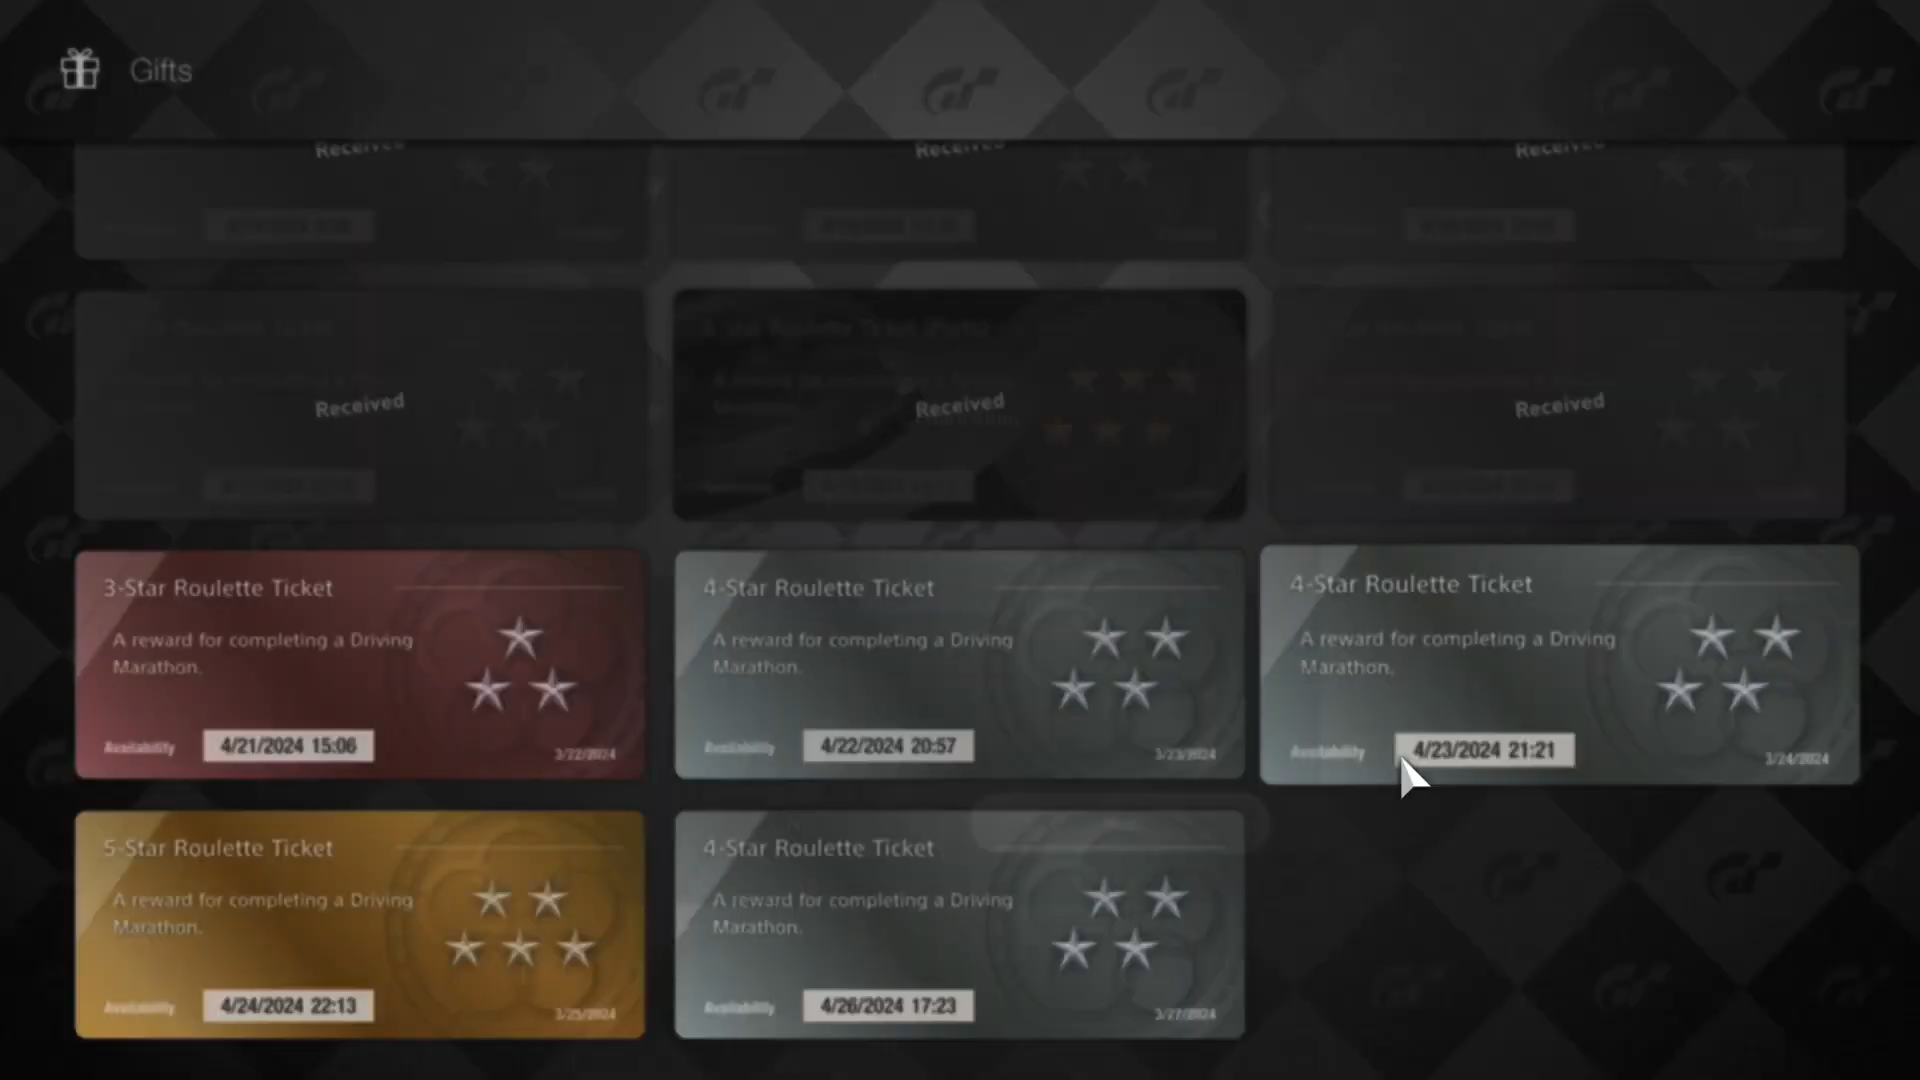 Gifts
Received
Received
Received
Received
Received
Received
3-Star Roulette Ticket
A reward for completing a Driving
Marathon.
Availability
4/21/2024 15:06
3/22/2024
4-Star Roulette Ticket
A reward for completing a Driving
Marathon.
Availability
4/22/2024 20:57
3/23/2024
4-Star Roulette Ticket
A reward for completing a Driving
Marathon.
Availability
4/23/2024 21:21
3/24/2024
5-Star Roulette Ticket
A reward for completing a Driving
Marathon.
Availability
4/24/2024 22:13
3/25/2024
4-Star Roulette Ticket
A reward for completing a Driving
Marathon.
Availability
4/26/2024 17:23
3/27/2024